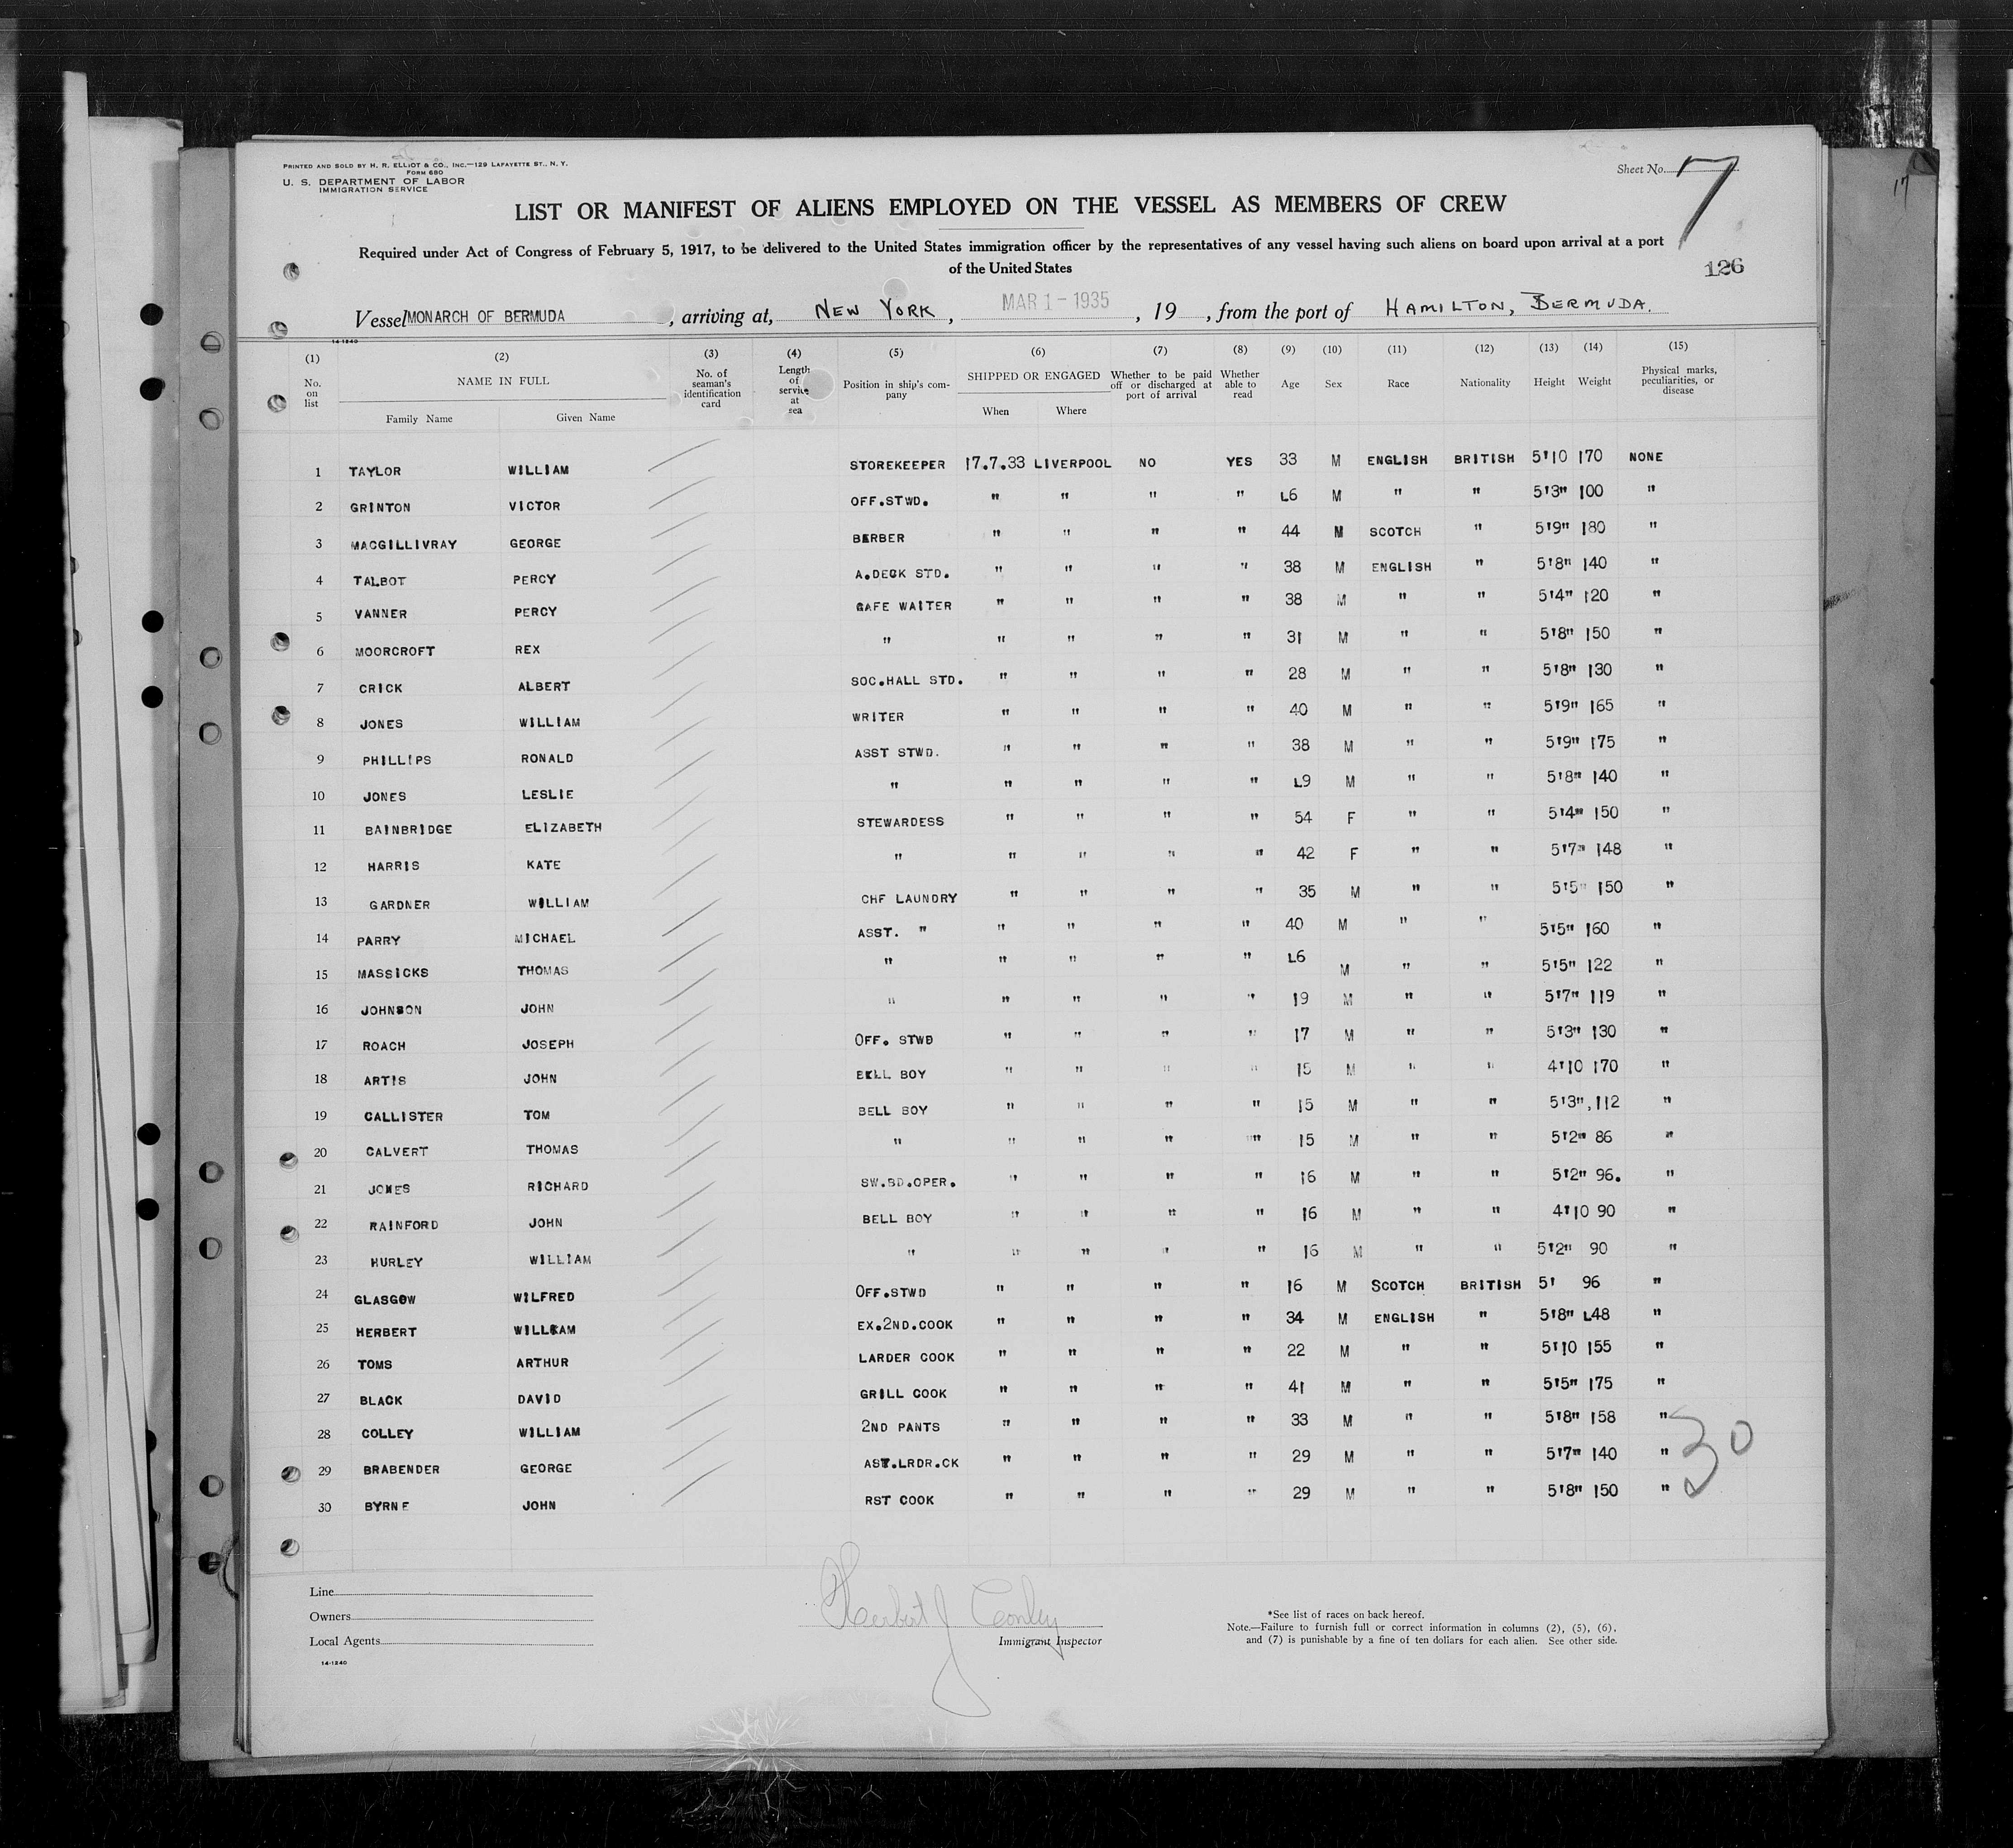 PRINTED AND SOLD BY H. R. ELLIOT & CO., INC.—129 LAFAYETTE ST., N. Y.
FORM 680
U. S. DEPARTMENT OF LABOR
IMMIGRATION SERVICE
Sheet No. 7
17
LIST OR MANIFEST OF ALIENS EMPLOYED ON THE VESSEL AS MEMBERS OF CREW
Required under Act of Congress of February 5, 1917, to be delivered to the United States immigration officer by the representatives of any vessel having such aliens on board upon arrival at a port
of the United States
126
Vessel MONARCH OF BERMUDA, arriving at, NEW YORK, MAR 1 - 1935, 19 , from the port of HAMILTON, BERMUDA.
14-1240
(1) (2) (3) (4) (5) (6) (7) (8) (9) (10) (11) (12) (13) (14) (15)
No. on list NAME IN FULL Family Name Given Name No. of seaman's identification card Length of service at sea Position in ship's company SHIPPED OR ENGAGED When Where Whether to be paid off or discharged at port of arrival Whether able to read Age Sex Race Nationality Height Weight Physical marks, peculiarities, or disease
1 TAYLOR WILLIAM STOREKEEPER 17.7.33 LIVERPOOL NO YES 33 M ENGLISH BRITISH 5'10 170 NONE
2 GRINTON VICTOR OFF.STWD. " " " " L6 M " " 5'3" 100 "
3 MACGILLIVRAY GEORGE BERBER " " " " 44 M SCOTCH " 5'9" 180 "
4 TALBOT PERCY A.DECK STD. " " " " 38 M ENGLISH " 5'8" 140 "
5 VANNER PERCY CAFE WAITER " " " " 38 M " " 5'4" 120 "
6 MOORCROFT REX " " " " " 31 M " " 5'8" 150 "
7 CRICK ALBERT SOC.HALL STD. " " " " 28 M " " 5'8" 130 "
8 JONES WILLIAM WRITER " " " " 40 M " " 5'9" 165 "
9 PHILLIPS RONALD ASST STWD. " " " " 38 M " " 5'9" 175 "
10 JONES LESLIE " " " " " L9 M " " 5'8" 140 "
11 BAINBRIDGE ELIZABETH STEWARDESS " " " " 54 F " " 5'4" 150 "
12 HARRIS KATE " " " " " 42 F " " 5'7" 148 "
13 GARDNER WILLIAM CHF LAUNDRY " " " " 35 M " " 5'5" 150 "
14 PARRY MICHAEL ASST. " " " " " 40 M " " 5'5" 160 "
15 MASSICKS THOMAS " " " " " L6 M " " 5'5" 122 "
16 JOHNSON JOHN " " " " " 19 M " " 5'7" 119 "
17 ROACH JOSEPH OFF. STWD " " " " 17 M " " 5'3" 130 "
18 ARTIS JOHN BELL BOY " " " " 15 M " " 4'10 170 "
19 CALLISTER TOM BELL BOY " " " " 15 M " " 5'3", 112 "
20 CALVERT THOMAS " " " " "" 15 M " " 5'2" 86 "
21 JONES RICHARD SW.BD.OPER. " " " " 16 M " " 5'2" 96. "
22 RAINFORD JOHN BELL BOY " " " " 16 M " " 4'10 90 "
23 HURLEY WILLIAM " " " " " 16 M " " 5'2" 90 "
24 GLASGOW WILFRED OFF.STWD " " " " 16 M SCOTCH BRITISH 5' 96 "
25 HERBERT WILLIAM EX.2ND.COOK " " " " 34 M ENGLISH " 5'8" L48 "
26 TOMS ARTHUR LARDER COOK " " " " 22 M " " 5'10 155 "
27 BLACK DAVID GRILL COOK " " " " 41 M " " 5'5" 175 "
28 COLLEY WILLIAM 2ND PANTS " " " " 33 M " " 5'8" 158 "
29 BRABENDER GEORGE AST.LRDR.CK " " " " 29 M " " 5'7" 140 "
30 BYRNE JOHN RST COOK " " " " 29 M " " 5'8" 150 "
30
Line
Owners
Local Agents
14-1240
Herbert J Conley
Immigrant Inspector
*See list of races on back hereof.
Note.—Failure to furnish full or correct information in columns (2), (5), (6),
and (7) is punishable by a fine of ten dollars for each alien. See other side.